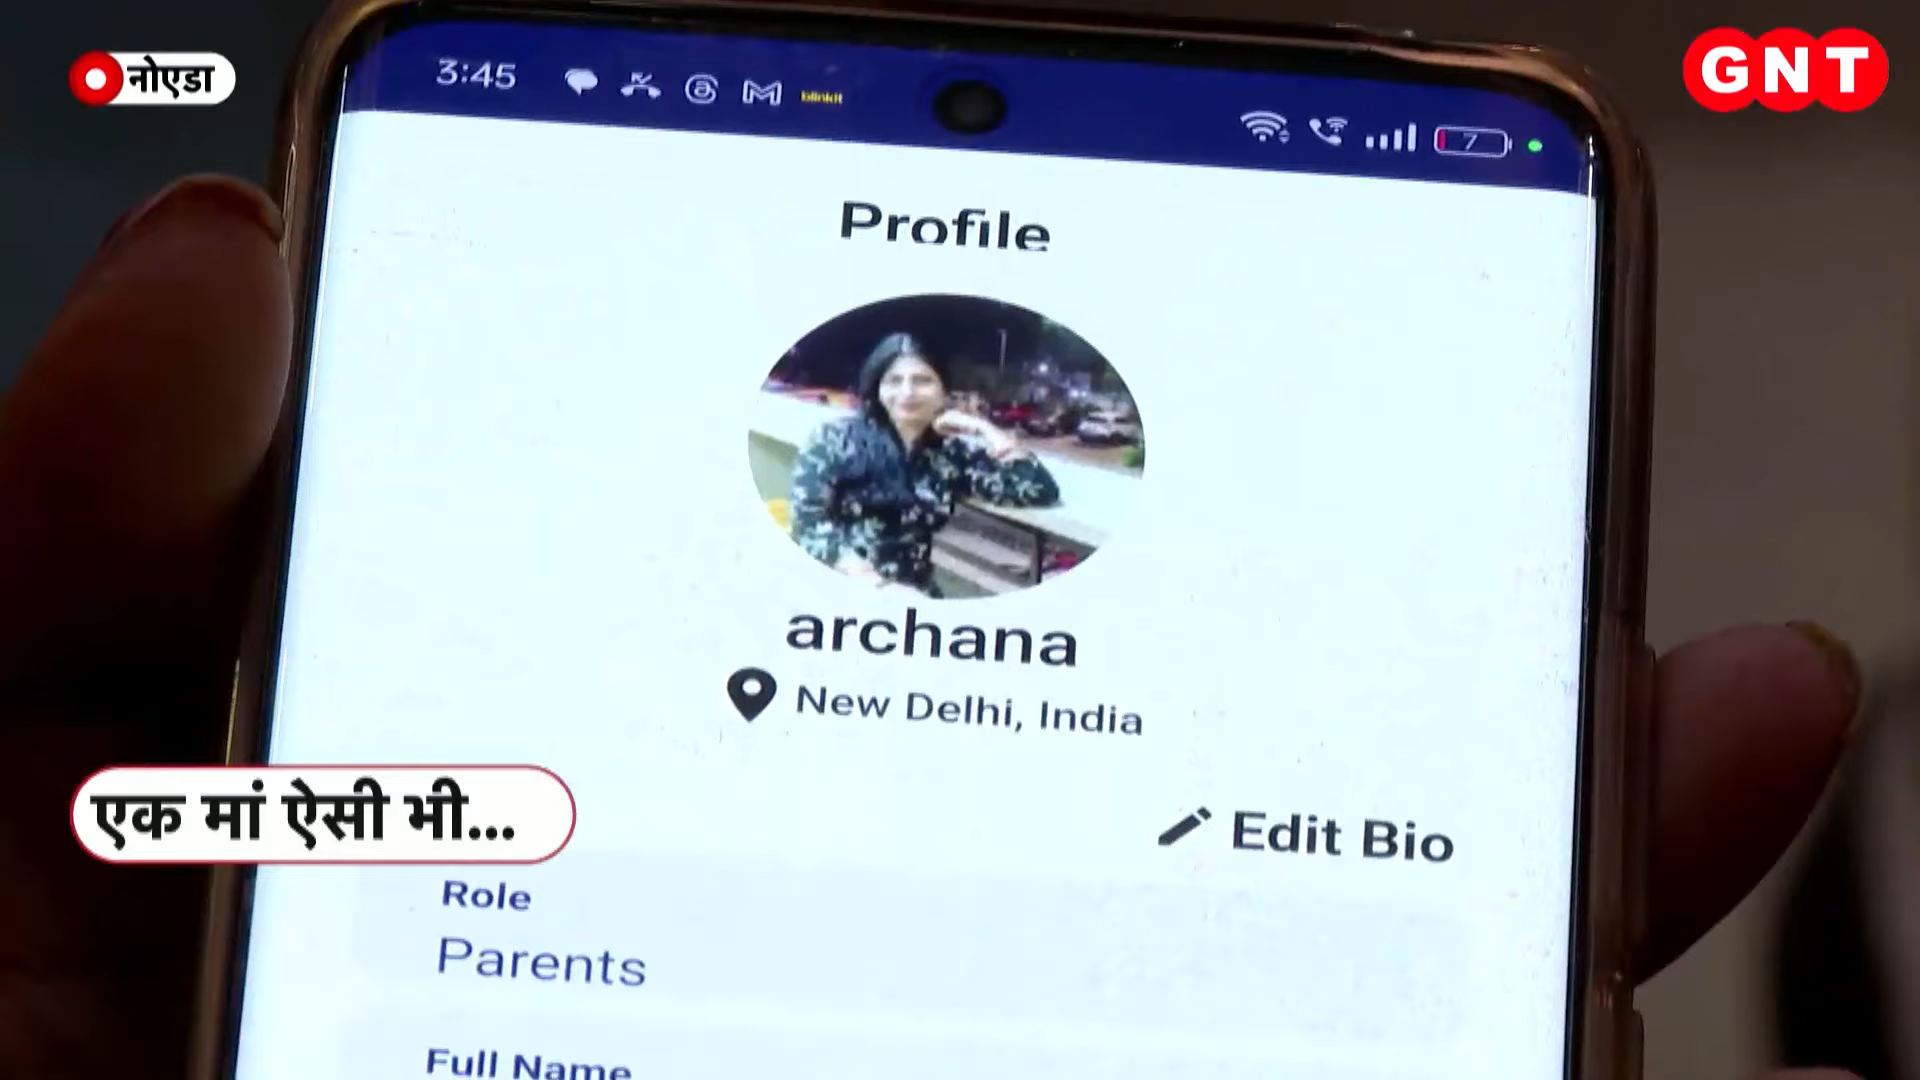 नोएडा
GNT
3:45
blinkit
7
Profile
archana
New Delhi, India
एक मां ऐसी भी...
Edit Bio
Role
Parents
Full Name